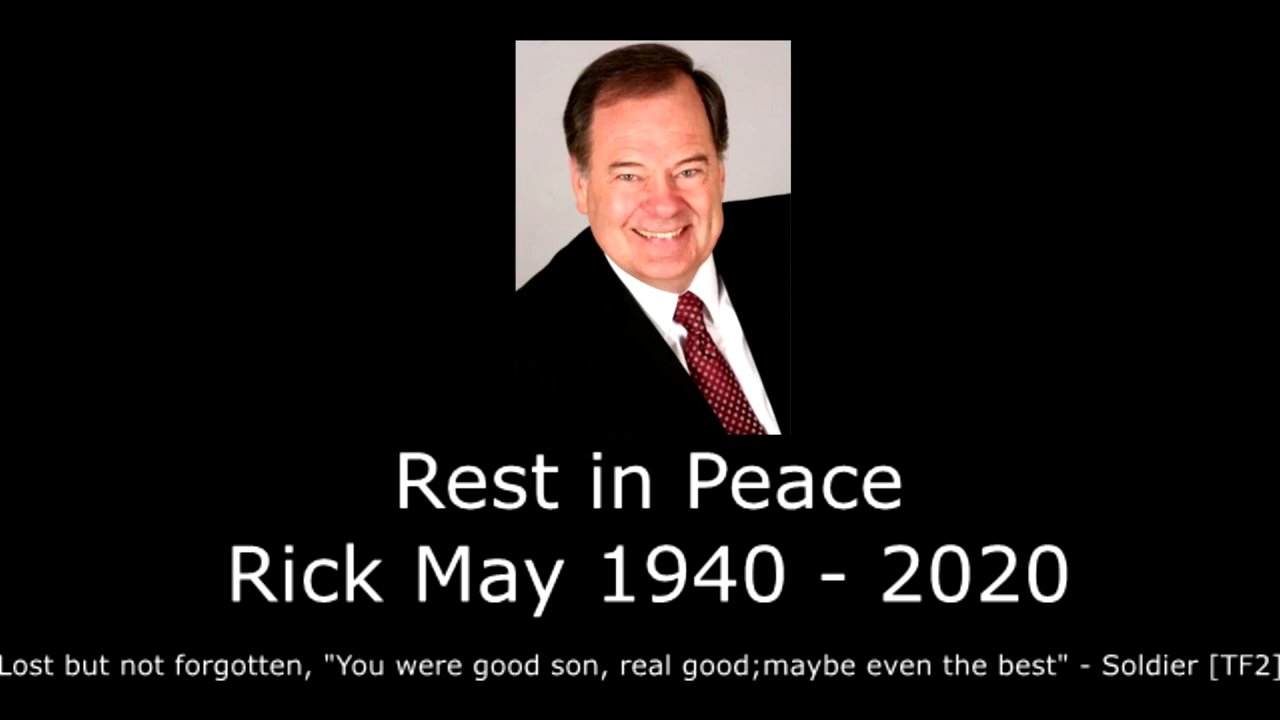 Rest in Peace
Rick May 1940 - 2020
Lost but not forgotten, "You were good son, real good;maybe even the best" - Soldier [TF2]